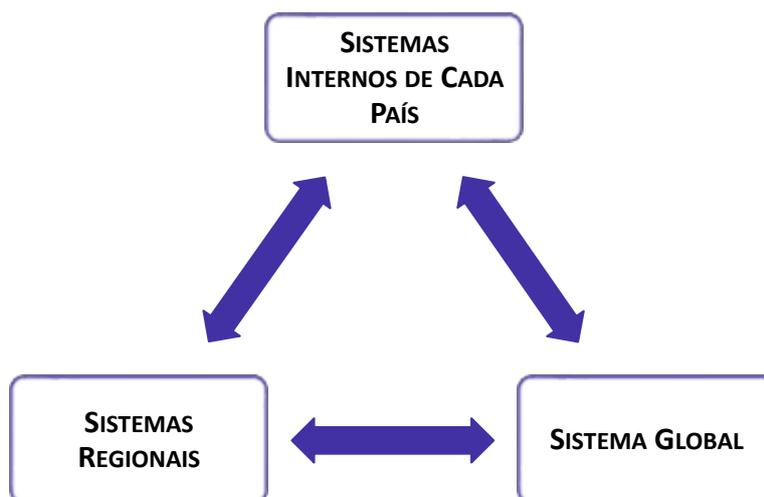 SISTEMAS
INTERNOS DE CADA
PAÍS
SISTEMAS
REGIONAIS
SISTEMA GLOBAL